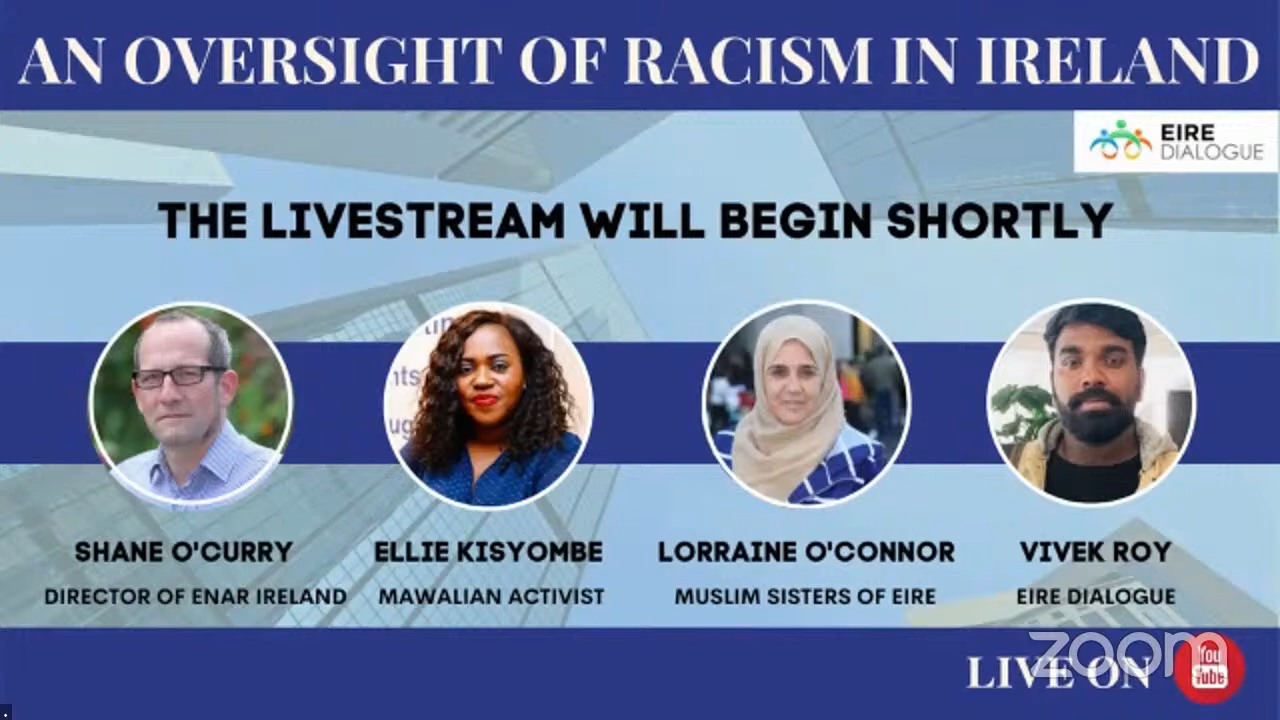 AN OVERSIGHT OF RACISM IN IRELAND
EIRE
DIALOGUE
THE LIVESTREAM WILL BEGIN SHORTLY
SHANE O'CURRY
DIRECTOR OF ENAR IRELAND
ELLIE KISYOMBE
MAWALIAN ACTIVIST
LORRAINE O'CONNOR
MUSLIM SISTERS OF EIRE
VIVEK ROY
EIRE DIALOGUE
LIVE ON
You
Tube
zoom